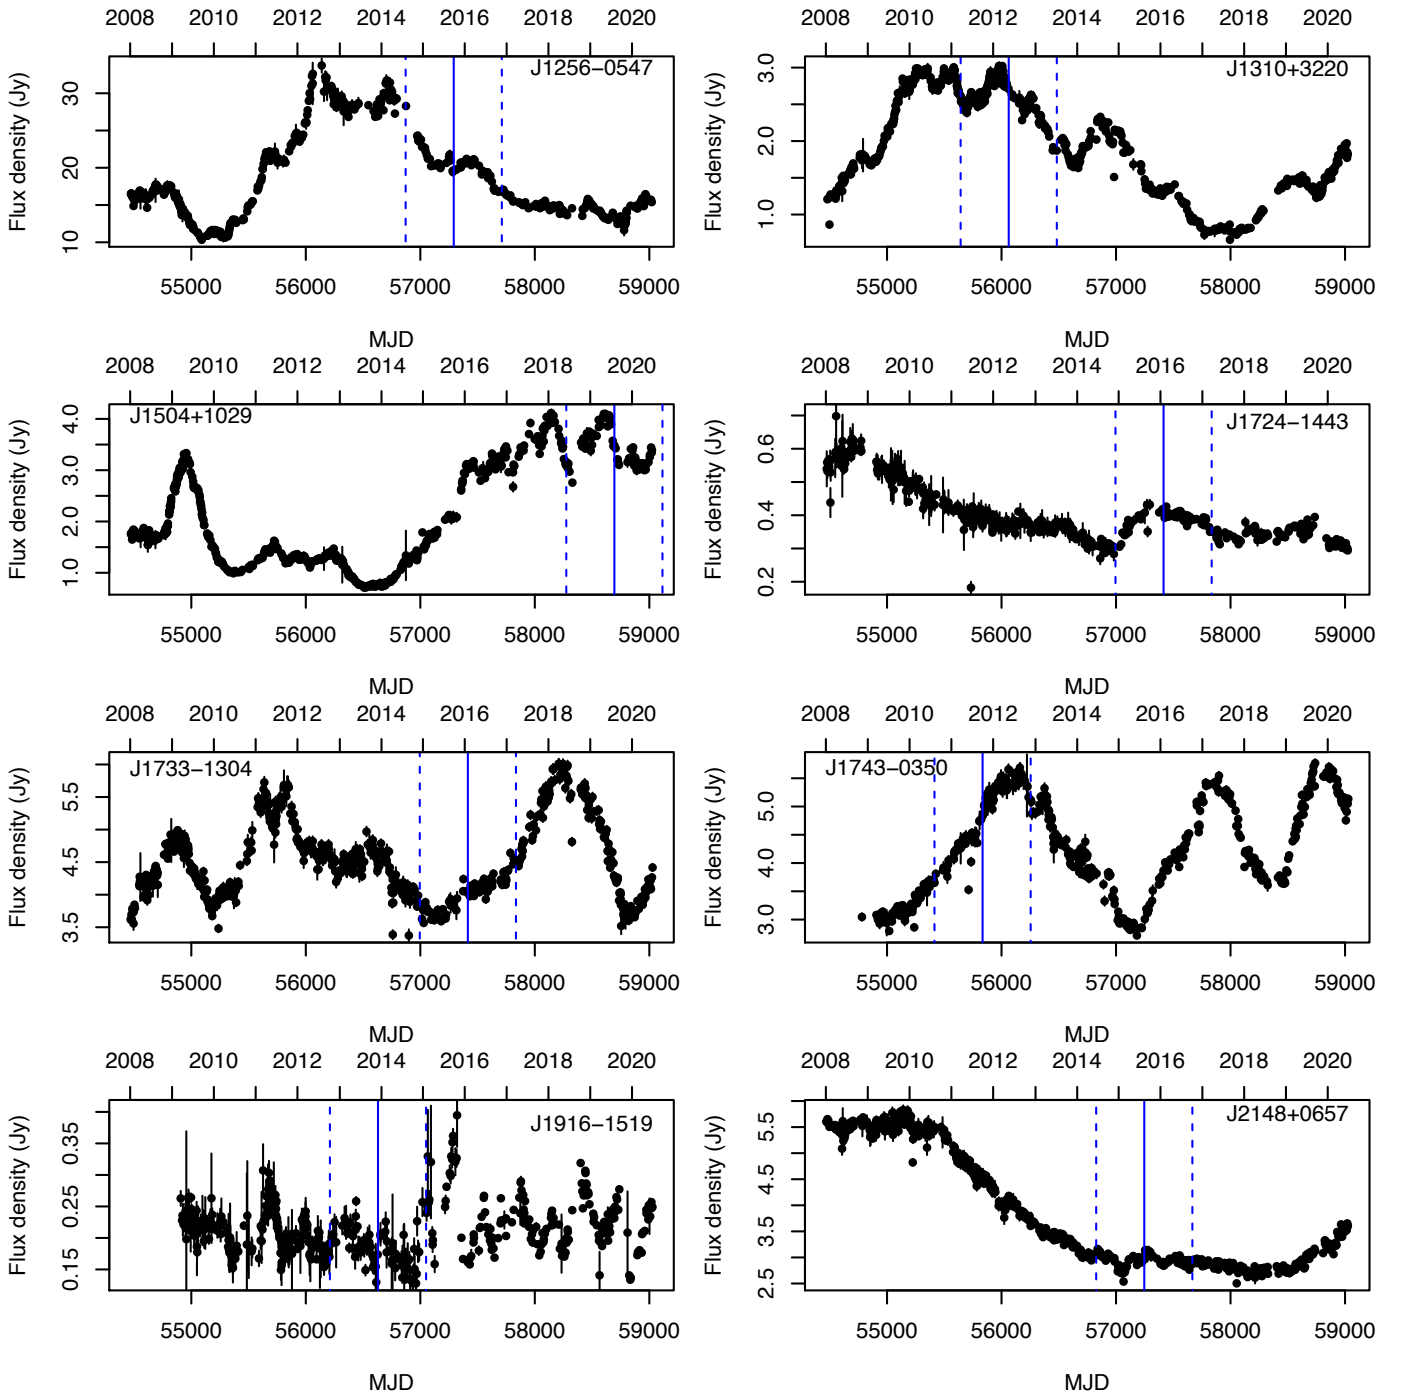 2008 2010 2012 2014 2016 2018 2020
Flux density (Jy)
10 20 30
J1256−0547
55000 56000 57000 58000 59000
MJD
2008 2010 2012 2014 2016 2018 2020
Flux density (Jy)
1.0 2.0 3.0
J1310+3220
55000 56000 57000 58000 59000
MJD
2008 2010 2012 2014 2016 2018 2020
Flux density (Jy)
1.0 2.0 3.0 4.0
J1504+1029
55000 56000 57000 58000 59000
MJD
2008 2010 2012 2014 2016 2018 2020
Flux density (Jy)
0.2 0.4 0.6
J1724−1443
55000 56000 57000 58000 59000
MJD
2008 2010 2012 2014 2016 2018 2020
Flux density (Jy)
3.5 4.5 5.5
J1733−1304
55000 56000 57000 58000 59000
MJD
2008 2010 2012 2014 2016 2018 2020
Flux density (Jy)
3.0 4.0 5.0
J1743−0350
55000 56000 57000 58000 59000
MJD
2008 2010 2012 2014 2016 2018 2020
Flux density (Jy)
0.15 0.25 0.35
J1916−1519
55000 56000 57000 58000 59000
MJD
2008 2010 2012 2014 2016 2018 2020
Flux density (Jy)
2.5 3.5 4.5 5.5
J2148+0657
55000 56000 57000 58000 59000
MJD